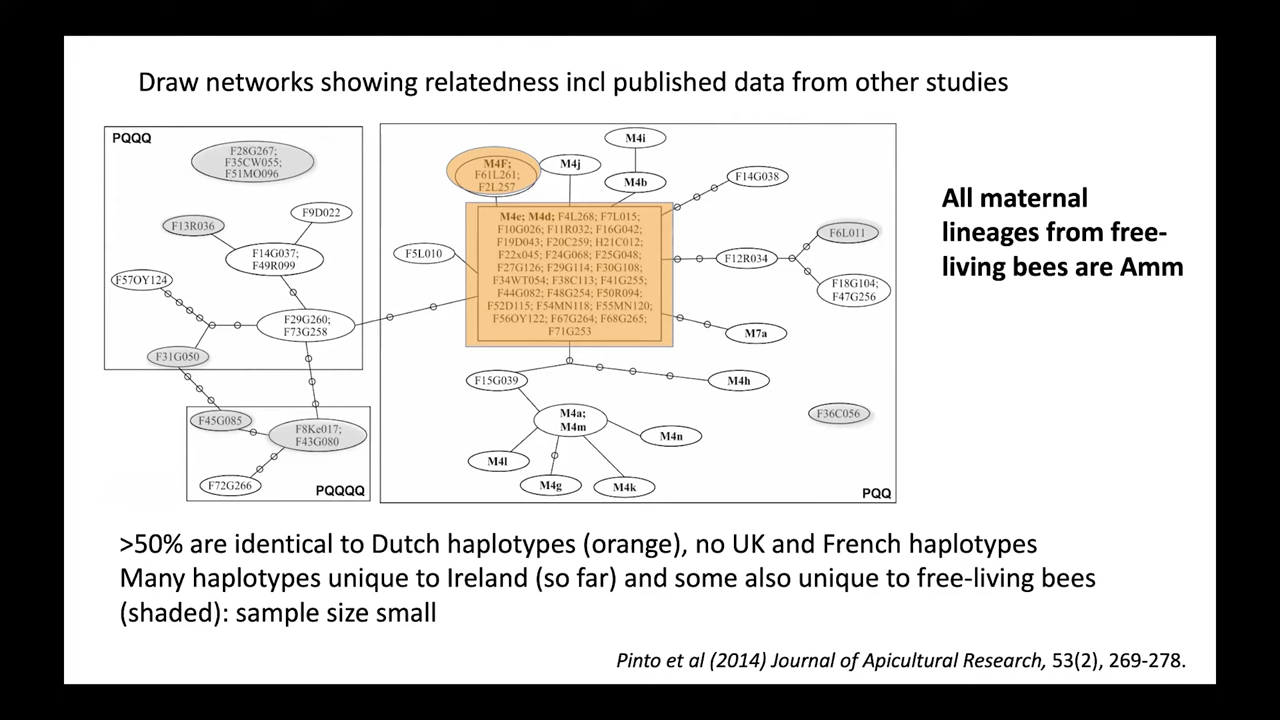 Draw networks showing relatedness incl published data from other studies
PQQQ
F28G267;
F35CW055;
F51MO096
F13R036
F9D022
F14G037;
F49R099
F57OY124
F29G260;
F73G258
F31G050
F45G085
F8Ke017;
F43G080
F72G266
PQQQQ
M4F;
F61L261;
F2L257
M4j
M4i
M4b
F14G038
M4e; M4d; F4L268; F7L015;
F10G026; F11R032; F16G042;
F19D043; F20C259; H21C012;
F22x045; F24G068; F25G048;
F27G126; F29G114; F30G108;
F34WT054; F38C113; F41G255;
F44G082; F48G254; F50R094;
F52D115; F54MN118; F55MN120;
F56OY122; F67G264; F68G265;
F71G253
F5L010
F6L011
F12R034
F18G104;
F47G256
M7a
F15G039
M4h
M4a;
M4m
M4n
M4l
M4g
M4k
F36C056
PQQ
All maternal
lineages from free-
living bees are Amm
>50% are identical to Dutch haplotypes (orange), no UK and French haplotypes
Many haplotypes unique to Ireland (so far) and some also unique to free-living bees
(shaded): sample size small
Pinto et al (2014) Journal of Apicultural Research, 53(2), 269-278.